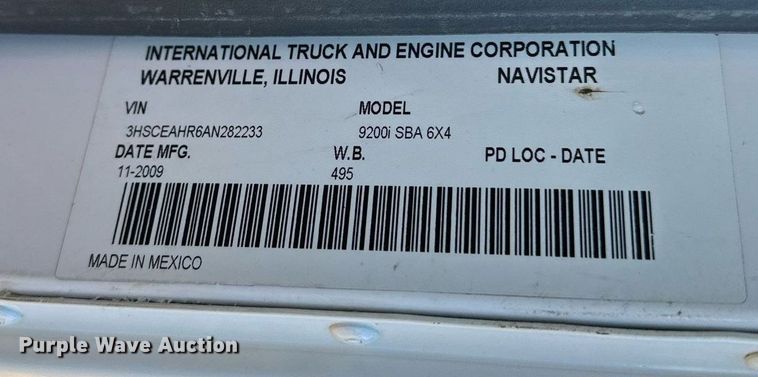 INTERNATIONAL TRUCK AND ENGINE CORPORATION
WARRENVILLE, ILLINOIS NAVISTAR
VIN MODEL
3HSCEAHR6AN282233 9200i SBA 6X4
DATE MFG. W.B. PD LOC - DATE
11-2009 495
MADE IN MEXICO
Purple Wave Auction